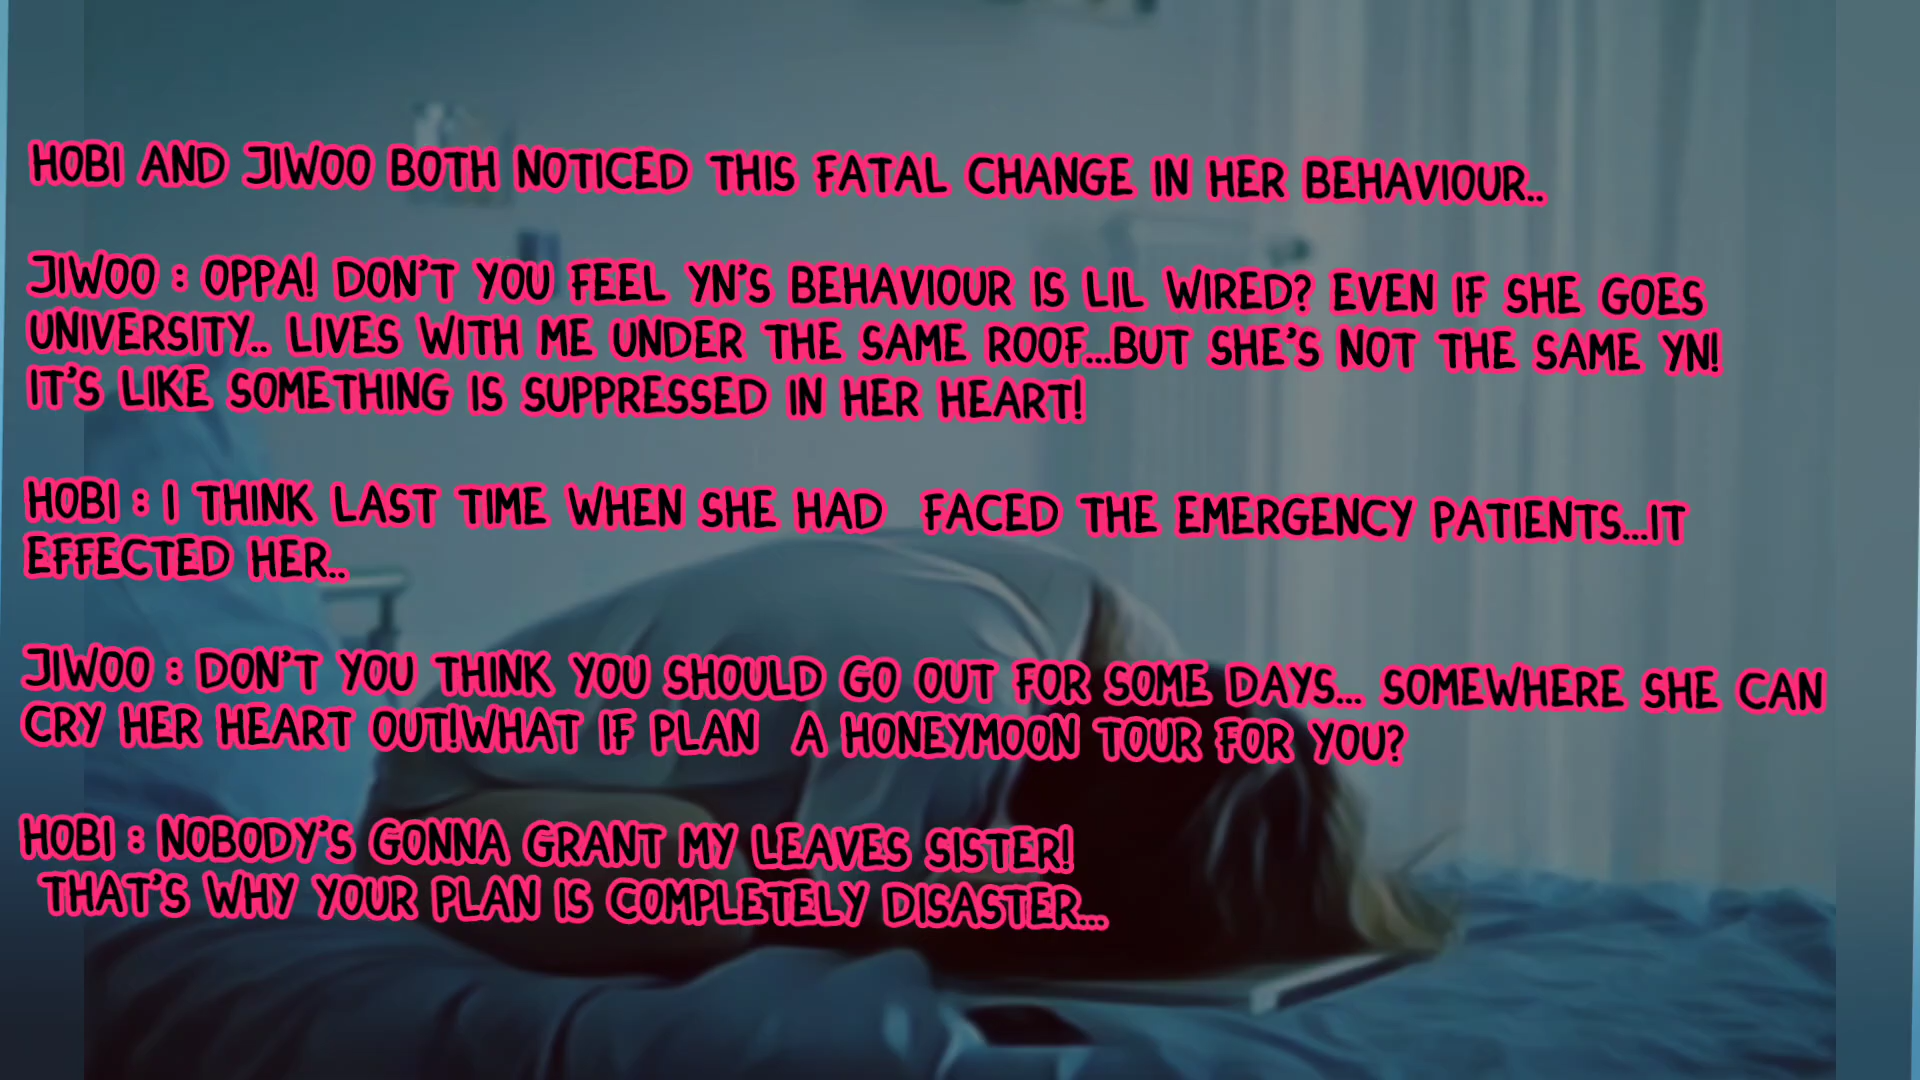 HOBI AND JIWOO BOTH NOTICED THIS FATAL CHANGE IN HER BEHAVIOUR..
JIWOO : OPPA! DON'T YOU FEEL YN'S BEHAVIOUR IS LIL WIRED? EVEN IF SHE GOES
UNIVERSITY.. LIVES WITH ME UNDER THE SAME ROOF...BUT SHE'S NOT THE SAME YN!
IT'S LIKE SOMETHING IS SUPPRESSED IN HER HEART!
HOBI : I THINK LAST TIME WHEN SHE HAD FACED THE EMERGENCY PATIENTS...IT
EFFECTED HER..
JIWOO : DON'T YOU THINK YOU SHOULD GO OUT FOR SOME DAYS... SOMEWHERE SHE CAN
CRY HER HEART OUT!WHAT IF PLAN A HONEYMOON TOUR FOR YOU?
HOBI : NOBODY'S GONNA GRANT MY LEAVES SISTER!
THAT'S WHY YOUR PLAN IS COMPLETELY DISASTER...